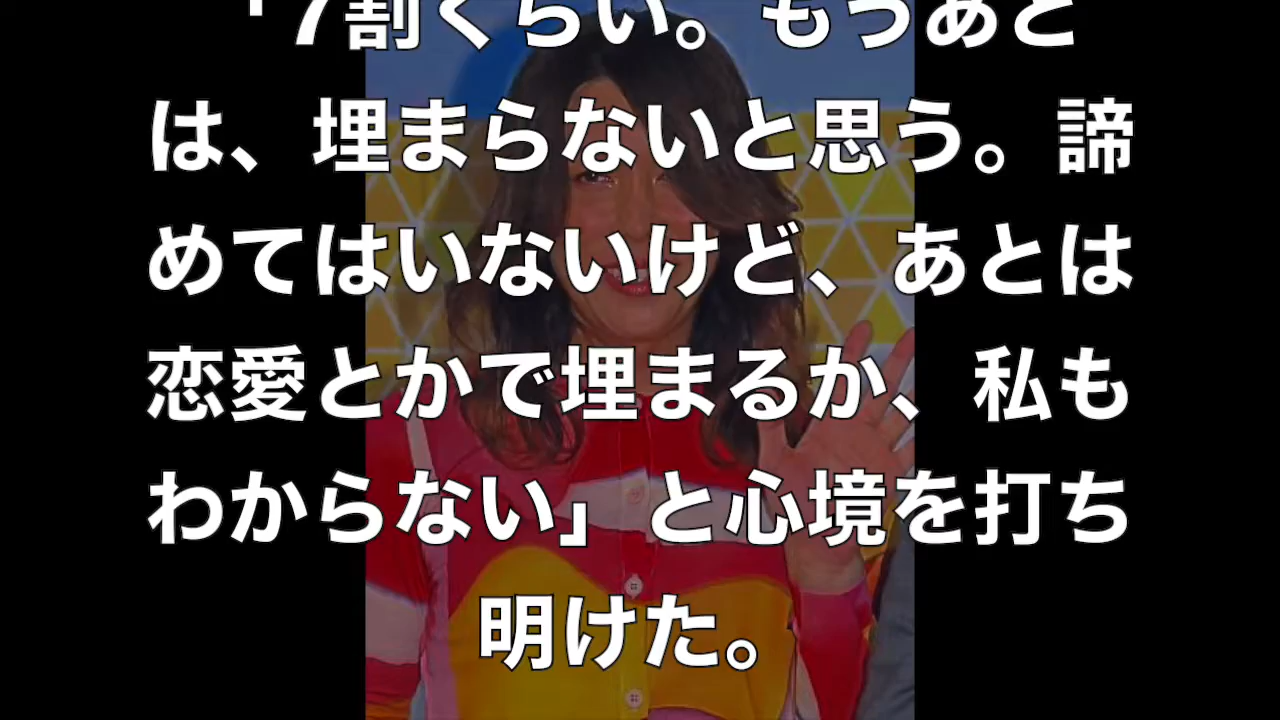 「7割くらい。もうあと
は、埋まらないと思う。諦
めてはいないけど、あとは
恋愛とかで埋まるか、私も
わからない」と心境を打ち
明けた。